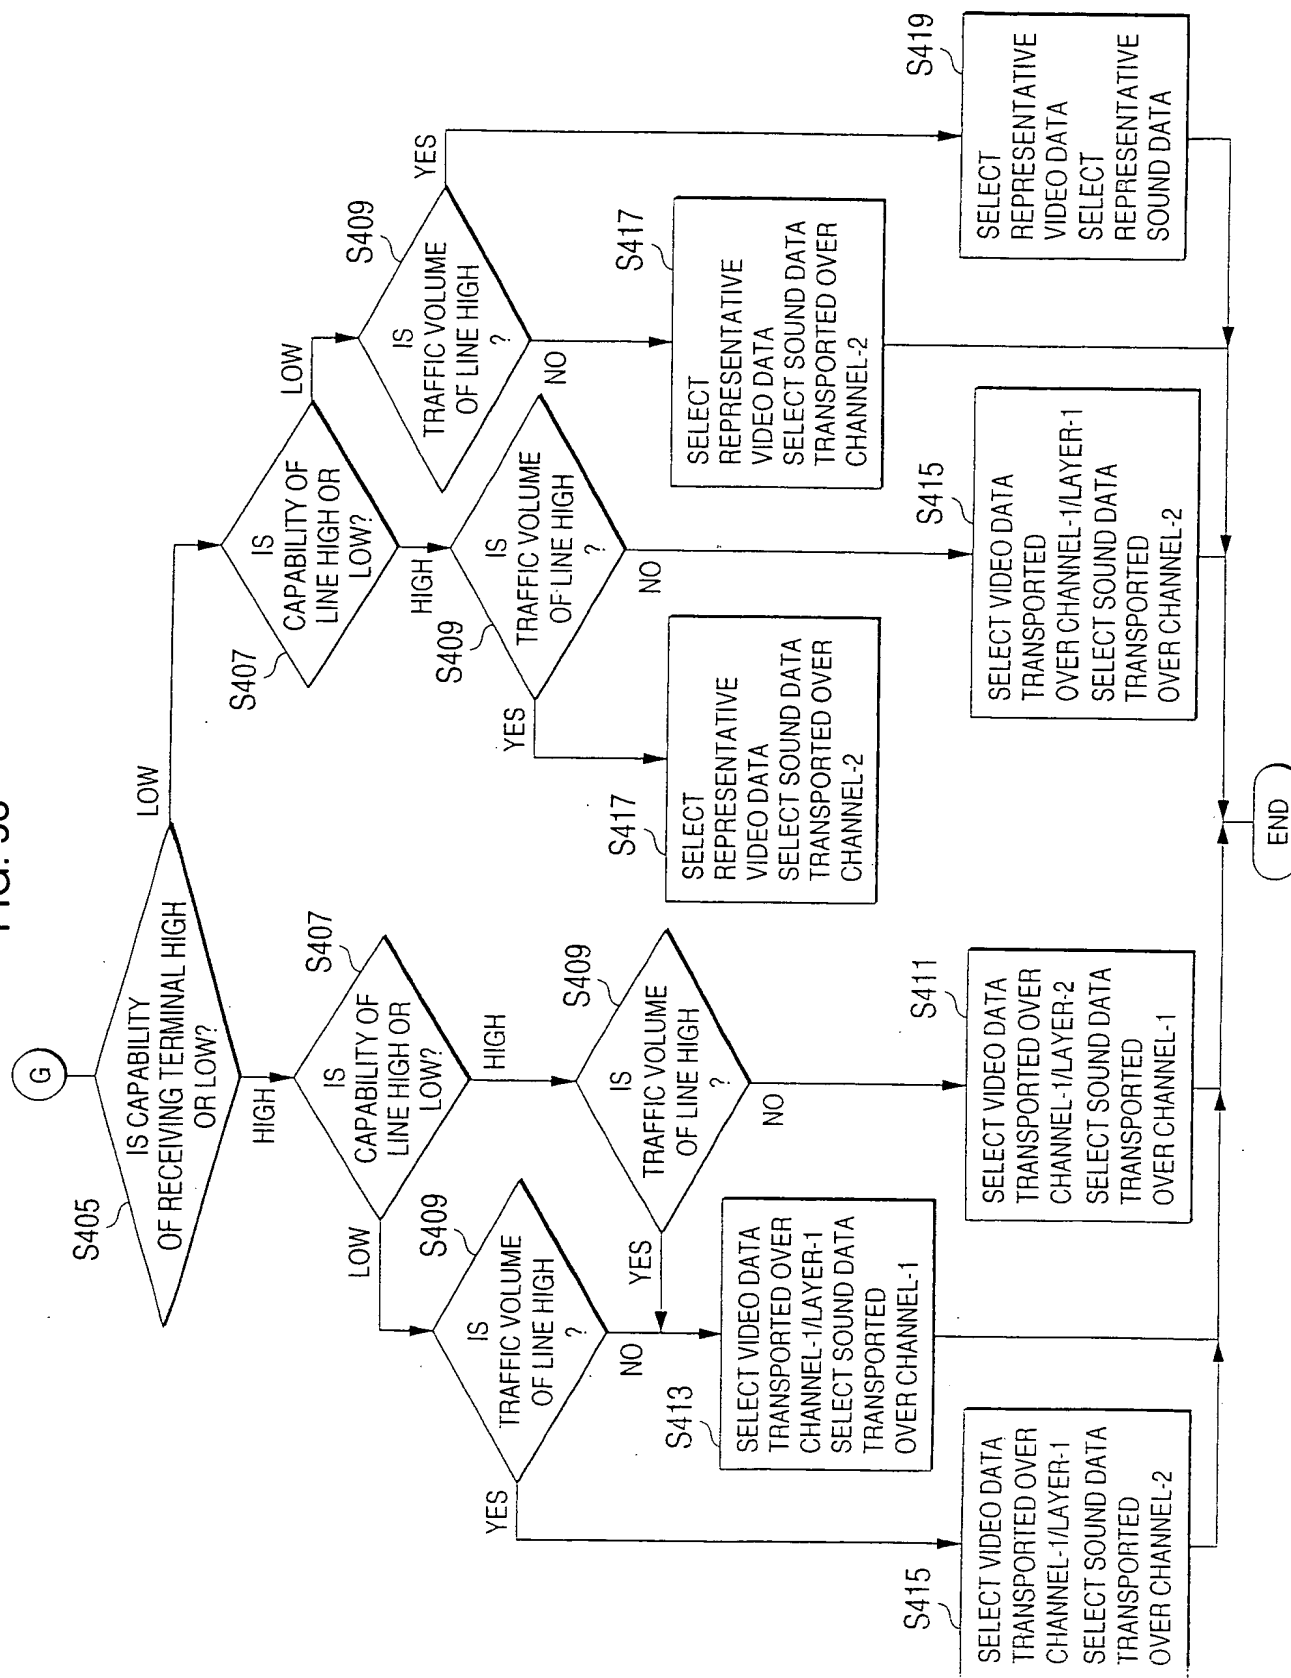 G
S405
IS CAPABILITY
OF RECEIVING TERMINAL HIGH
OR LOW?
HIGH
LOW
S407
IS
CAPABILITY OF
LINE HIGH OR
LOW?
LOW
HIGH
S407
IS
CAPABILITY OF
LINE HIGH OR
LOW?
HIGH
LOW
S409
IS
TRAFFIC VOLUME
OF LINE HIGH
?
YES
NO
S409
IS
TRAFFIC VOLUME
OF LINE HIGH
?
YES
NO
S409
IS
TRAFFIC VOLUME
OF LINE HIGH
?
YES
NO
S409
IS
TRAFFIC VOLUME
OF LINE HIGH
?
NO
YES
S415
SELECT VIDEO DATA
TRANSPORTED OVER
CHANNEL-1/LAYER-1
SELECT SOUND DATA
TRANSPORTED
OVER CHANNEL-2
S413
SELECT VIDEO DATA
TRANSPORTED OVER
CHANNEL-1/LAYER-1
SELECT SOUND DATA
TRANSPORTED
OVER CHANNEL-1
S411
SELECT VIDEO DATA
TRANSPORTED OVER
CHANNEL-1/LAYER-2
SELECT SOUND DATA
TRANSPORTED
OVER CHANNEL-1
S417
SELECT
REPRESENTATIVE
VIDEO DATA
SELECT SOUND DATA
TRANSPORTED OVER
CHANNEL-2
S415
SELECT VIDEO DATA
TRANSPORTED
OVER CHANNEL-1/LAYER-1
SELECT SOUND DATA
TRANSPORTED
OVER CHANNEL-2
S417
SELECT
REPRESENTATIVE
VIDEO DATA
SELECT SOUND DATA
TRANSPORTED OVER
CHANNEL-2
S419
SELECT
REPRESENTATIVE
VIDEO DATA
SELECT
REPRESENTATIVE
SOUND DATA
END